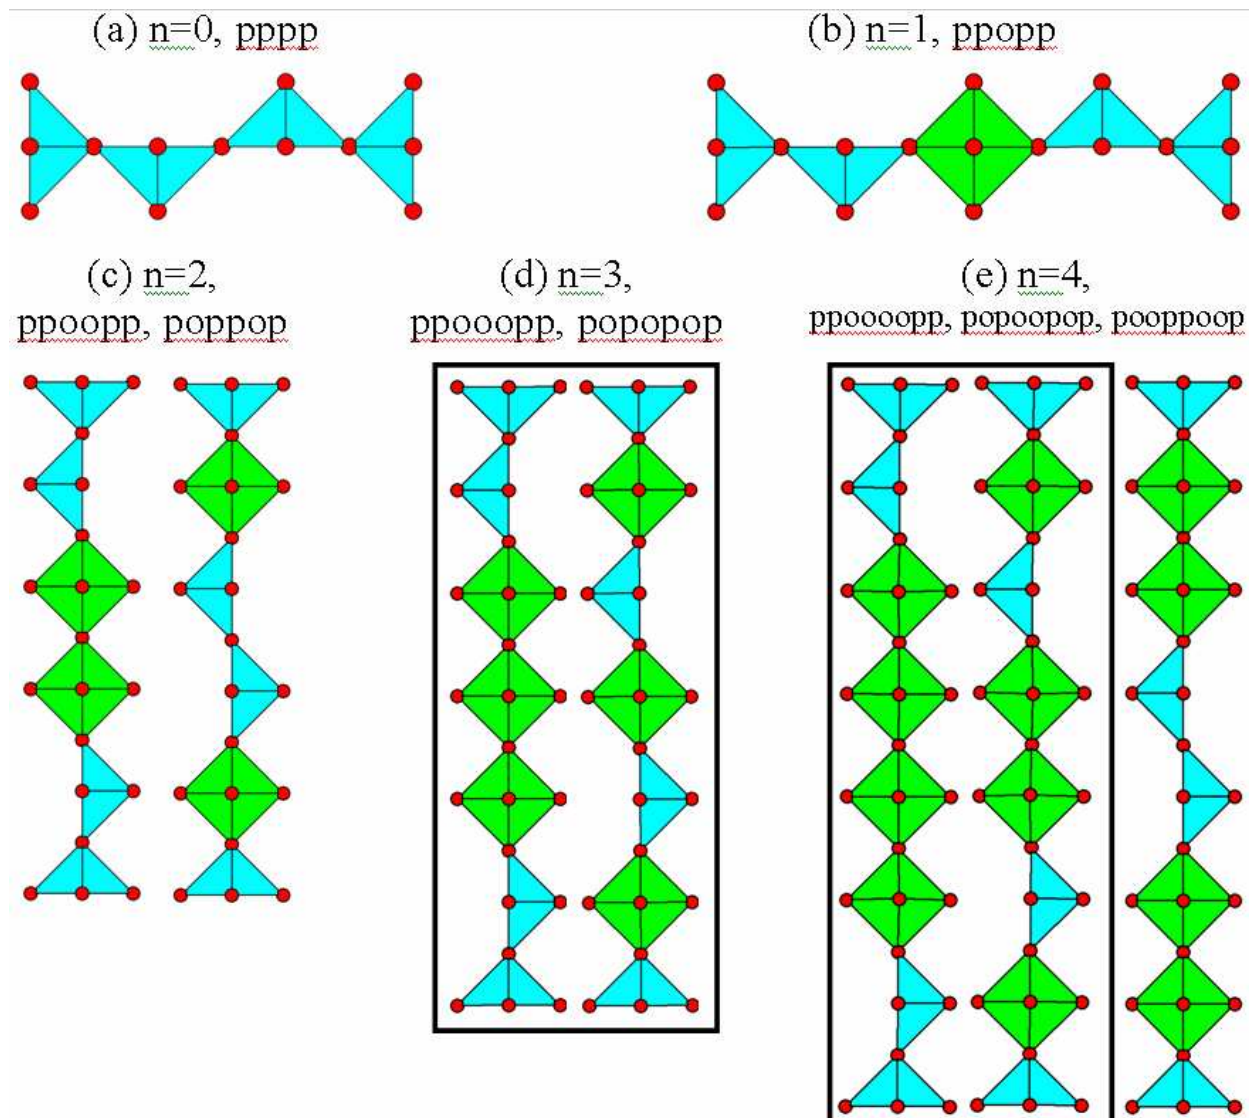 (a) n=0, pppp
(b) n=1, ppopp
(c) n=2,
ppoopp, poppop
(d) n=3,
ppooopp, popopop
(e) n=4,
ppoooopp, popoopop, pooppoop